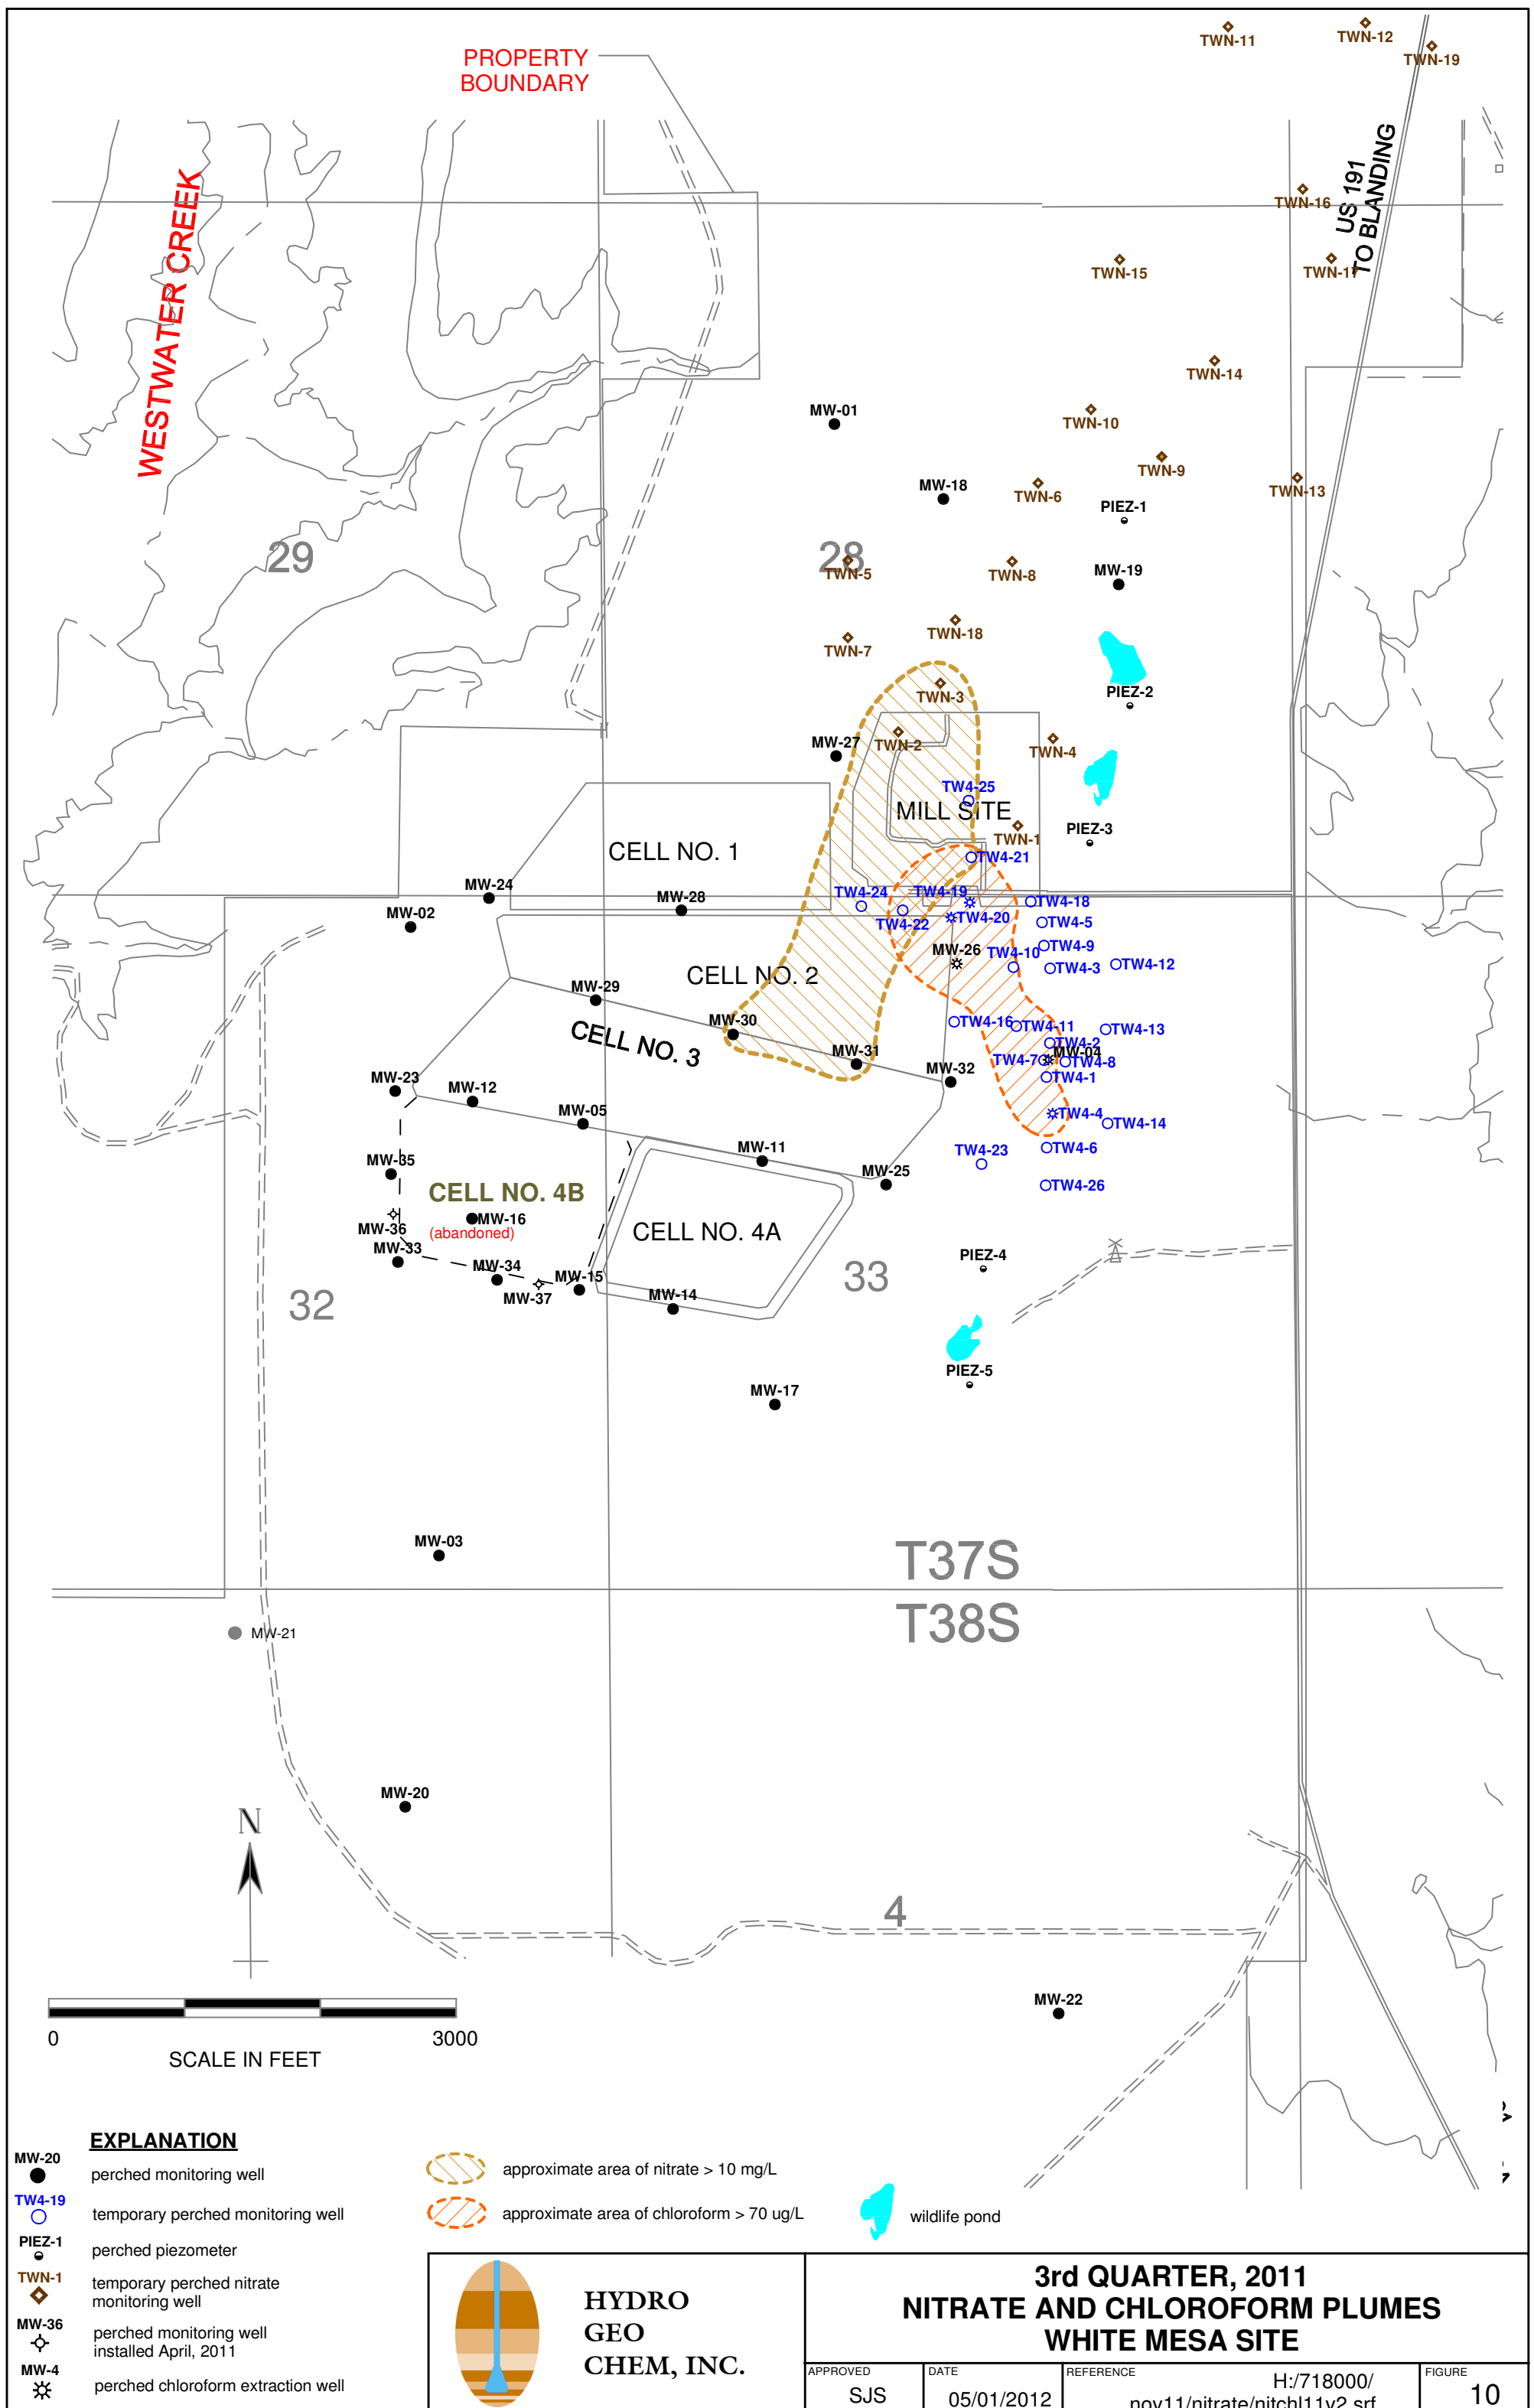 TWN-11
TWN-12
TWN-19
PROPERTY
BOUNDARY
WESTWATER CREEK
US 191
TO BLANDING
TWN-16
TWN-15
TWN-17
TWN-14
MW-01
TWN-10
TWN-9
MW-18
TWN-6
TWN-13
PIEZ-1
29
28
TWN-5
TWN-8
MW-19
TWN-18
TWN-7
TWN-3
PIEZ-2
MW-27
TWN-2
TWN-4
TW4-25
MILL SITE
TWN-1
PIEZ-3
CELL NO. 1
TW4-21
MW-24
MW-28
TW4-24
TW4-19
TW4-18
MW-02
TW4-22
TW4-20
TW4-5
MW-26
TW4-10
TW4-9
CELL NO. 2
TW4-3
TW4-12
MW-29
MW-30
TW4-16
TW4-11
TW4-13
CELL NO. 3
TW4-2
MW-31
TW4-7
MW-04
TW4-8
MW-32
TW4-1
MW-23
MW-12
MW-05
TW4-4
TW4-14
MW-11
TW4-23
TW4-6
MW-35
MW-25
TW4-26
CELL NO. 4B
MW-16
(abandoned)
MW-36
CELL NO. 4A
MW-33
PIEZ-4
MW-34
MW-15
33
MW-37
MW-14
32
PIEZ-5
MW-17
MW-03
T37S
T38S
MW-21
MW-20
N
4
MW-22
0
3000
SCALE IN FEET
EXPLANATION
MW-20
perched monitoring well
TW4-19
temporary perched monitoring well
PIEZ-1
perched piezometer
TWN-1
temporary perched nitrate
monitoring well
MW-36
perched monitoring well
installed April, 2011
MW-4
perched chloroform extraction well
approximate area of nitrate > 10 mg/L
approximate area of chloroform > 70 ug/L
wildlife pond
HYDRO
GEO
CHEM, INC.
3rd QUARTER, 2011
NITRATE AND CHLOROFORM PLUMES
WHITE MESA SITE
APPROVED
SJS
DATE
05/01/2012
REFERENCE
H:/718000/
nov11/nitrate/nitchl11v2.srf
FIGURE
10